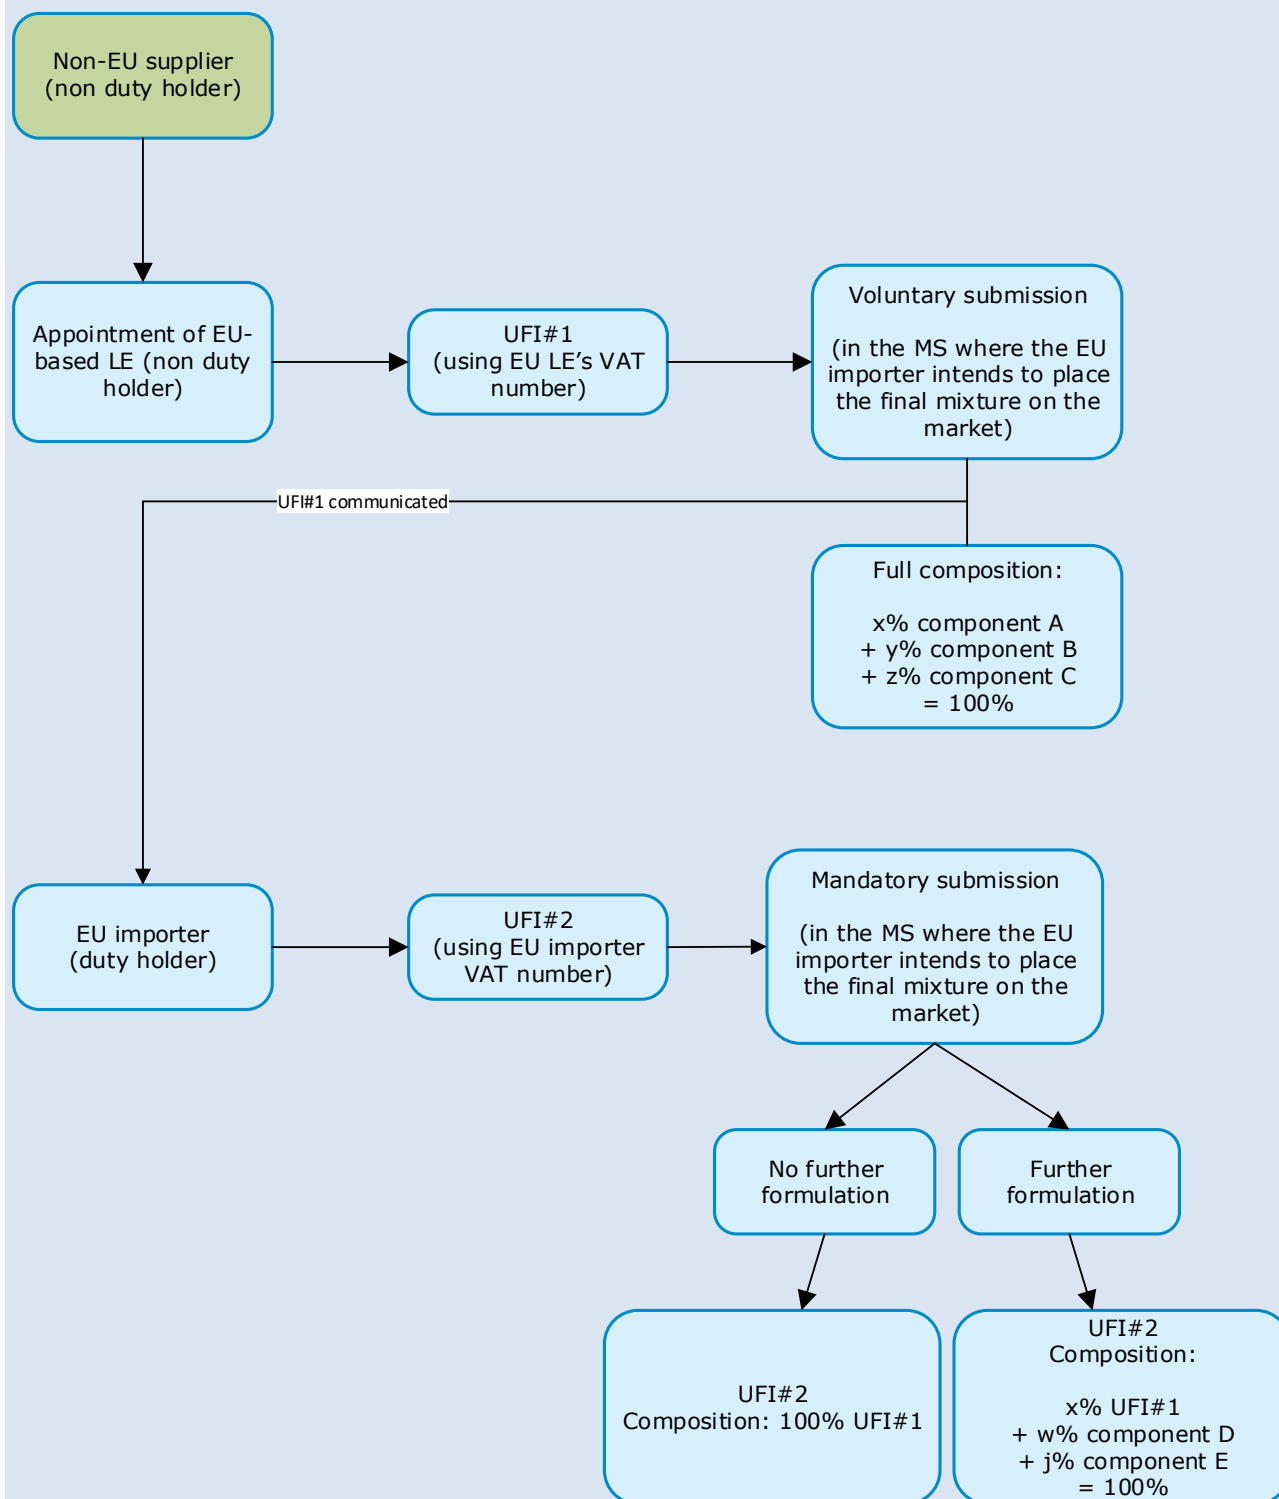 Non-EU supplier
(non duty holder)
Appointment of EU-
based LE (non duty
holder)
UFI#1
(using EU LE’s VAT
number)
Voluntary submission
(in the MS where the EU
importer intends to place
the final mixture on the
market)
UFI#1 communicated
Full composition:
x% component A
+ y% component B
+ z% component C
= 100%
EU importer
(duty holder)
UFI#2
(using EU importer
VAT number)
Mandatory submission
(in the MS where the EU
importer intends to place
the final mixture on the
market)
No further
formulation
Further
formulation
UFI#2
Composition: 100% UFI#1
UFI#2
Composition:
x% UFI#1
+ w% component D
+ j% component E
= 100%